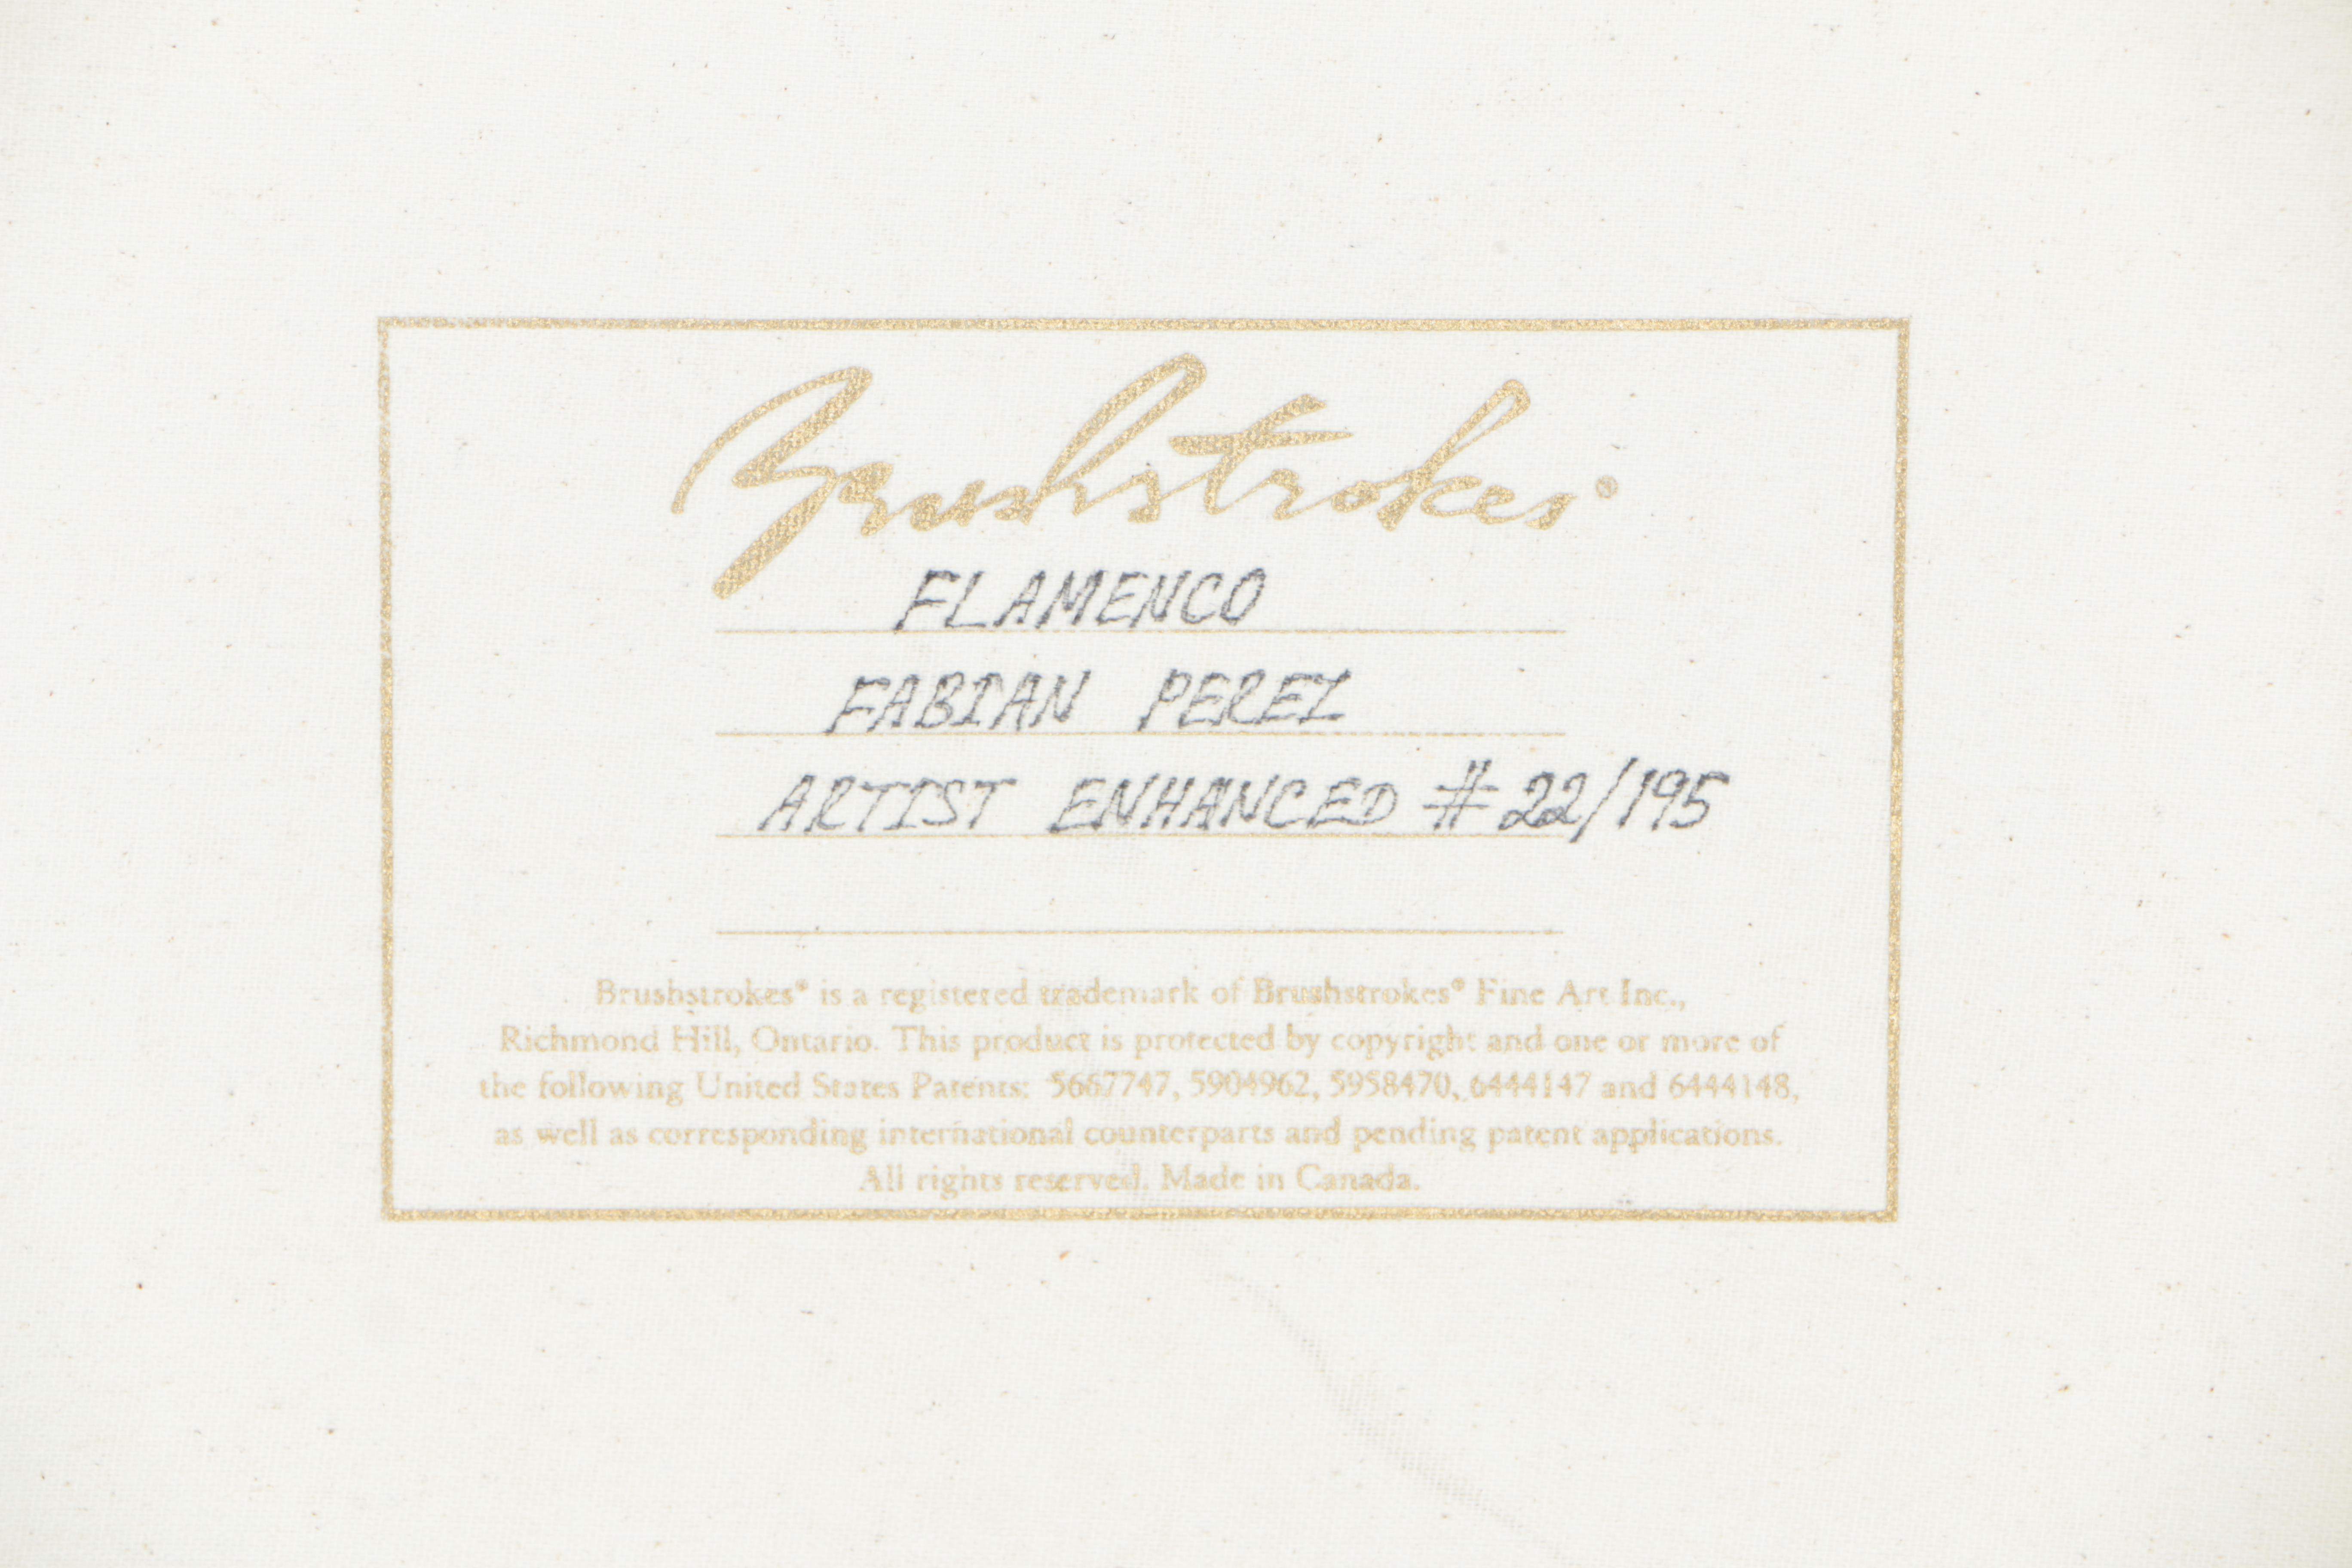 Brushstrokes®
FLAMENCO
FABIAN PEREZ
ARTIST ENHANCED # 22/195
Brushstrokes® is a registered trademark of Brushstrokes® Fine Art Inc.,
Richmond Hill, Ontario. This product is protected by copyright and one or more of
the following United States Patents: 5667747, 5904962, 5958470, 6444147 and 6444148,
as well as corresponding international counterparts and pending patent applications.
All rights reserved. Made in Canada.